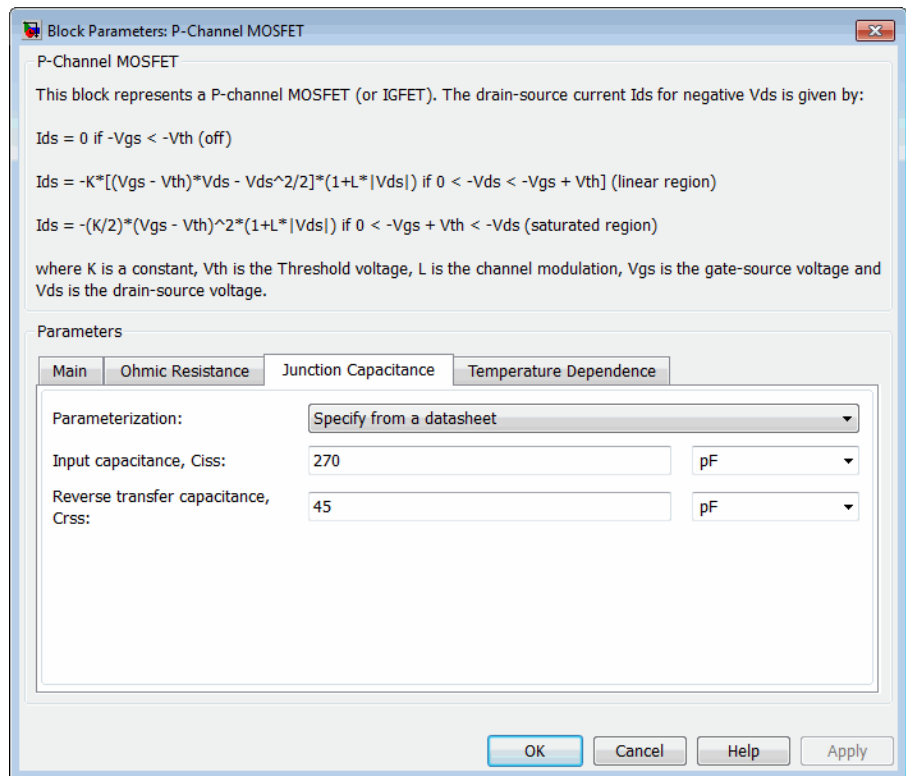 Block Parameters: P-Channel MOSFET
P-Channel MOSFET
This block represents a P-channel MOSFET (or IGFET). The drain-source current Ids for negative Vds is given by:
Ids = 0 if -Vgs < -Vth (off)
Ids = -K*[(Vgs - Vth)*Vds - Vds^2/2]*(1+L*|Vds|) if 0 < -Vds < -Vgs + Vth] (linear region)
Ids = -(K/2)*(Vgs - Vth)^2*(1+L*|Vds|) if 0 < -Vgs + Vth < -Vds (saturated region)
where K is a constant, Vth is the Threshold voltage, L is the channel modulation, Vgs is the gate-source voltage and
Vds is the drain-source voltage.
Parameters
Main Ohmic Resistance Junction Capacitance Temperature Dependence
Parameterization: Specify from a datasheet
Input capacitance, Ciss: 270 pF
Reverse transfer capacitance,
Crss: 45 pF
OK Cancel Help Apply